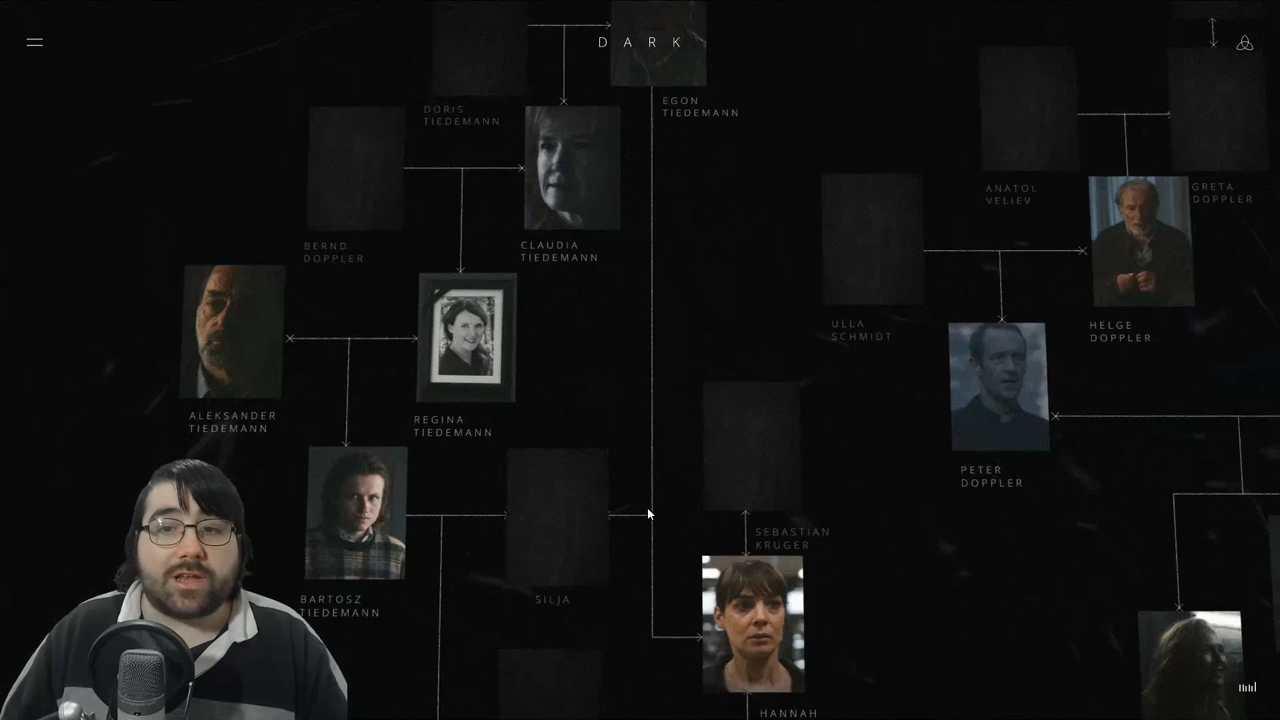 DARK
DORIS
TIEDEMANN
EGON
TIEDEMANN
BERND
DOPPLER
CLAUDIA
TIEDEMANN
ANATOL
VELIEV
GRETA
DOPPLER
ULLA
SCHMIDT
HELGE
DOPPLER
ALEKSANDER
TIEDEMANN
REGINA
TIEDEMANN
PETER
DOPPLER
SEBASTIAN
KRÜGER
BARTOSZ
TIEDEMANN
SILJA
HANNAH